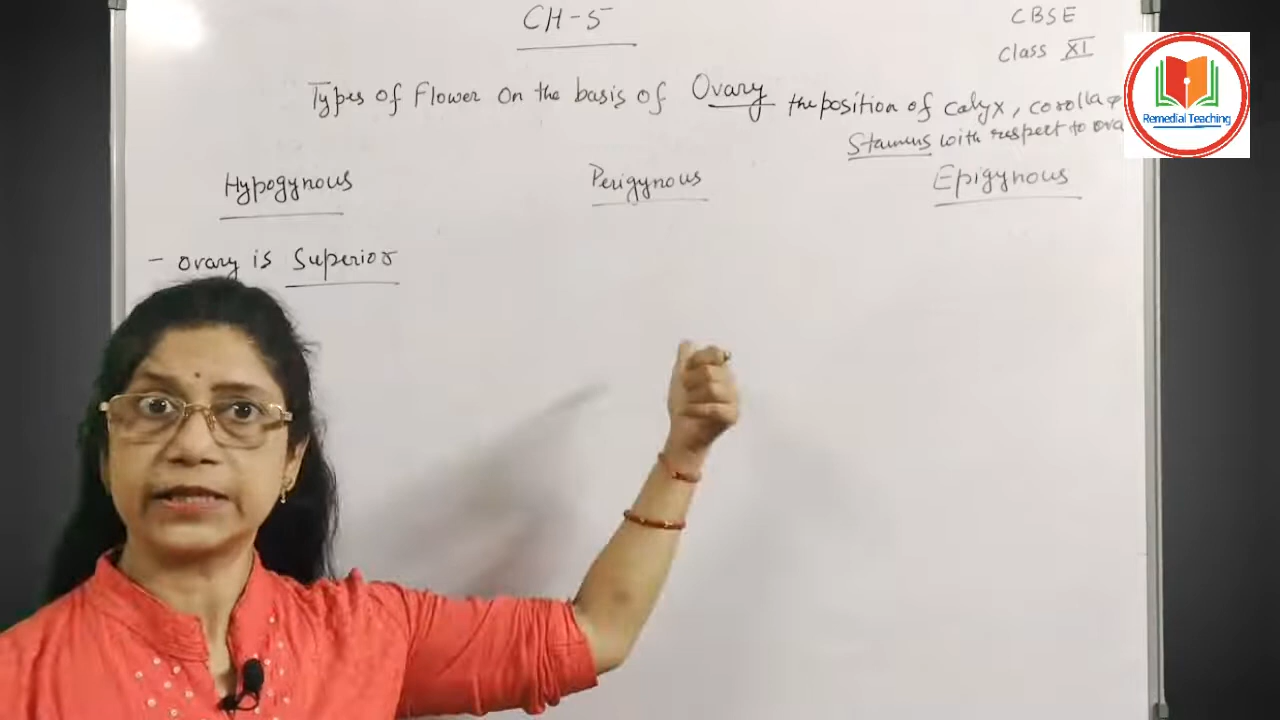 CH-5
CBSE
Class XI
Types of Flower on the basis of Ovary the position of calyx, corolla &
Stamens with respect to ova
Hypogynous
Perigynous
Epigynous
- Ovary is Superior
Remedial Teaching